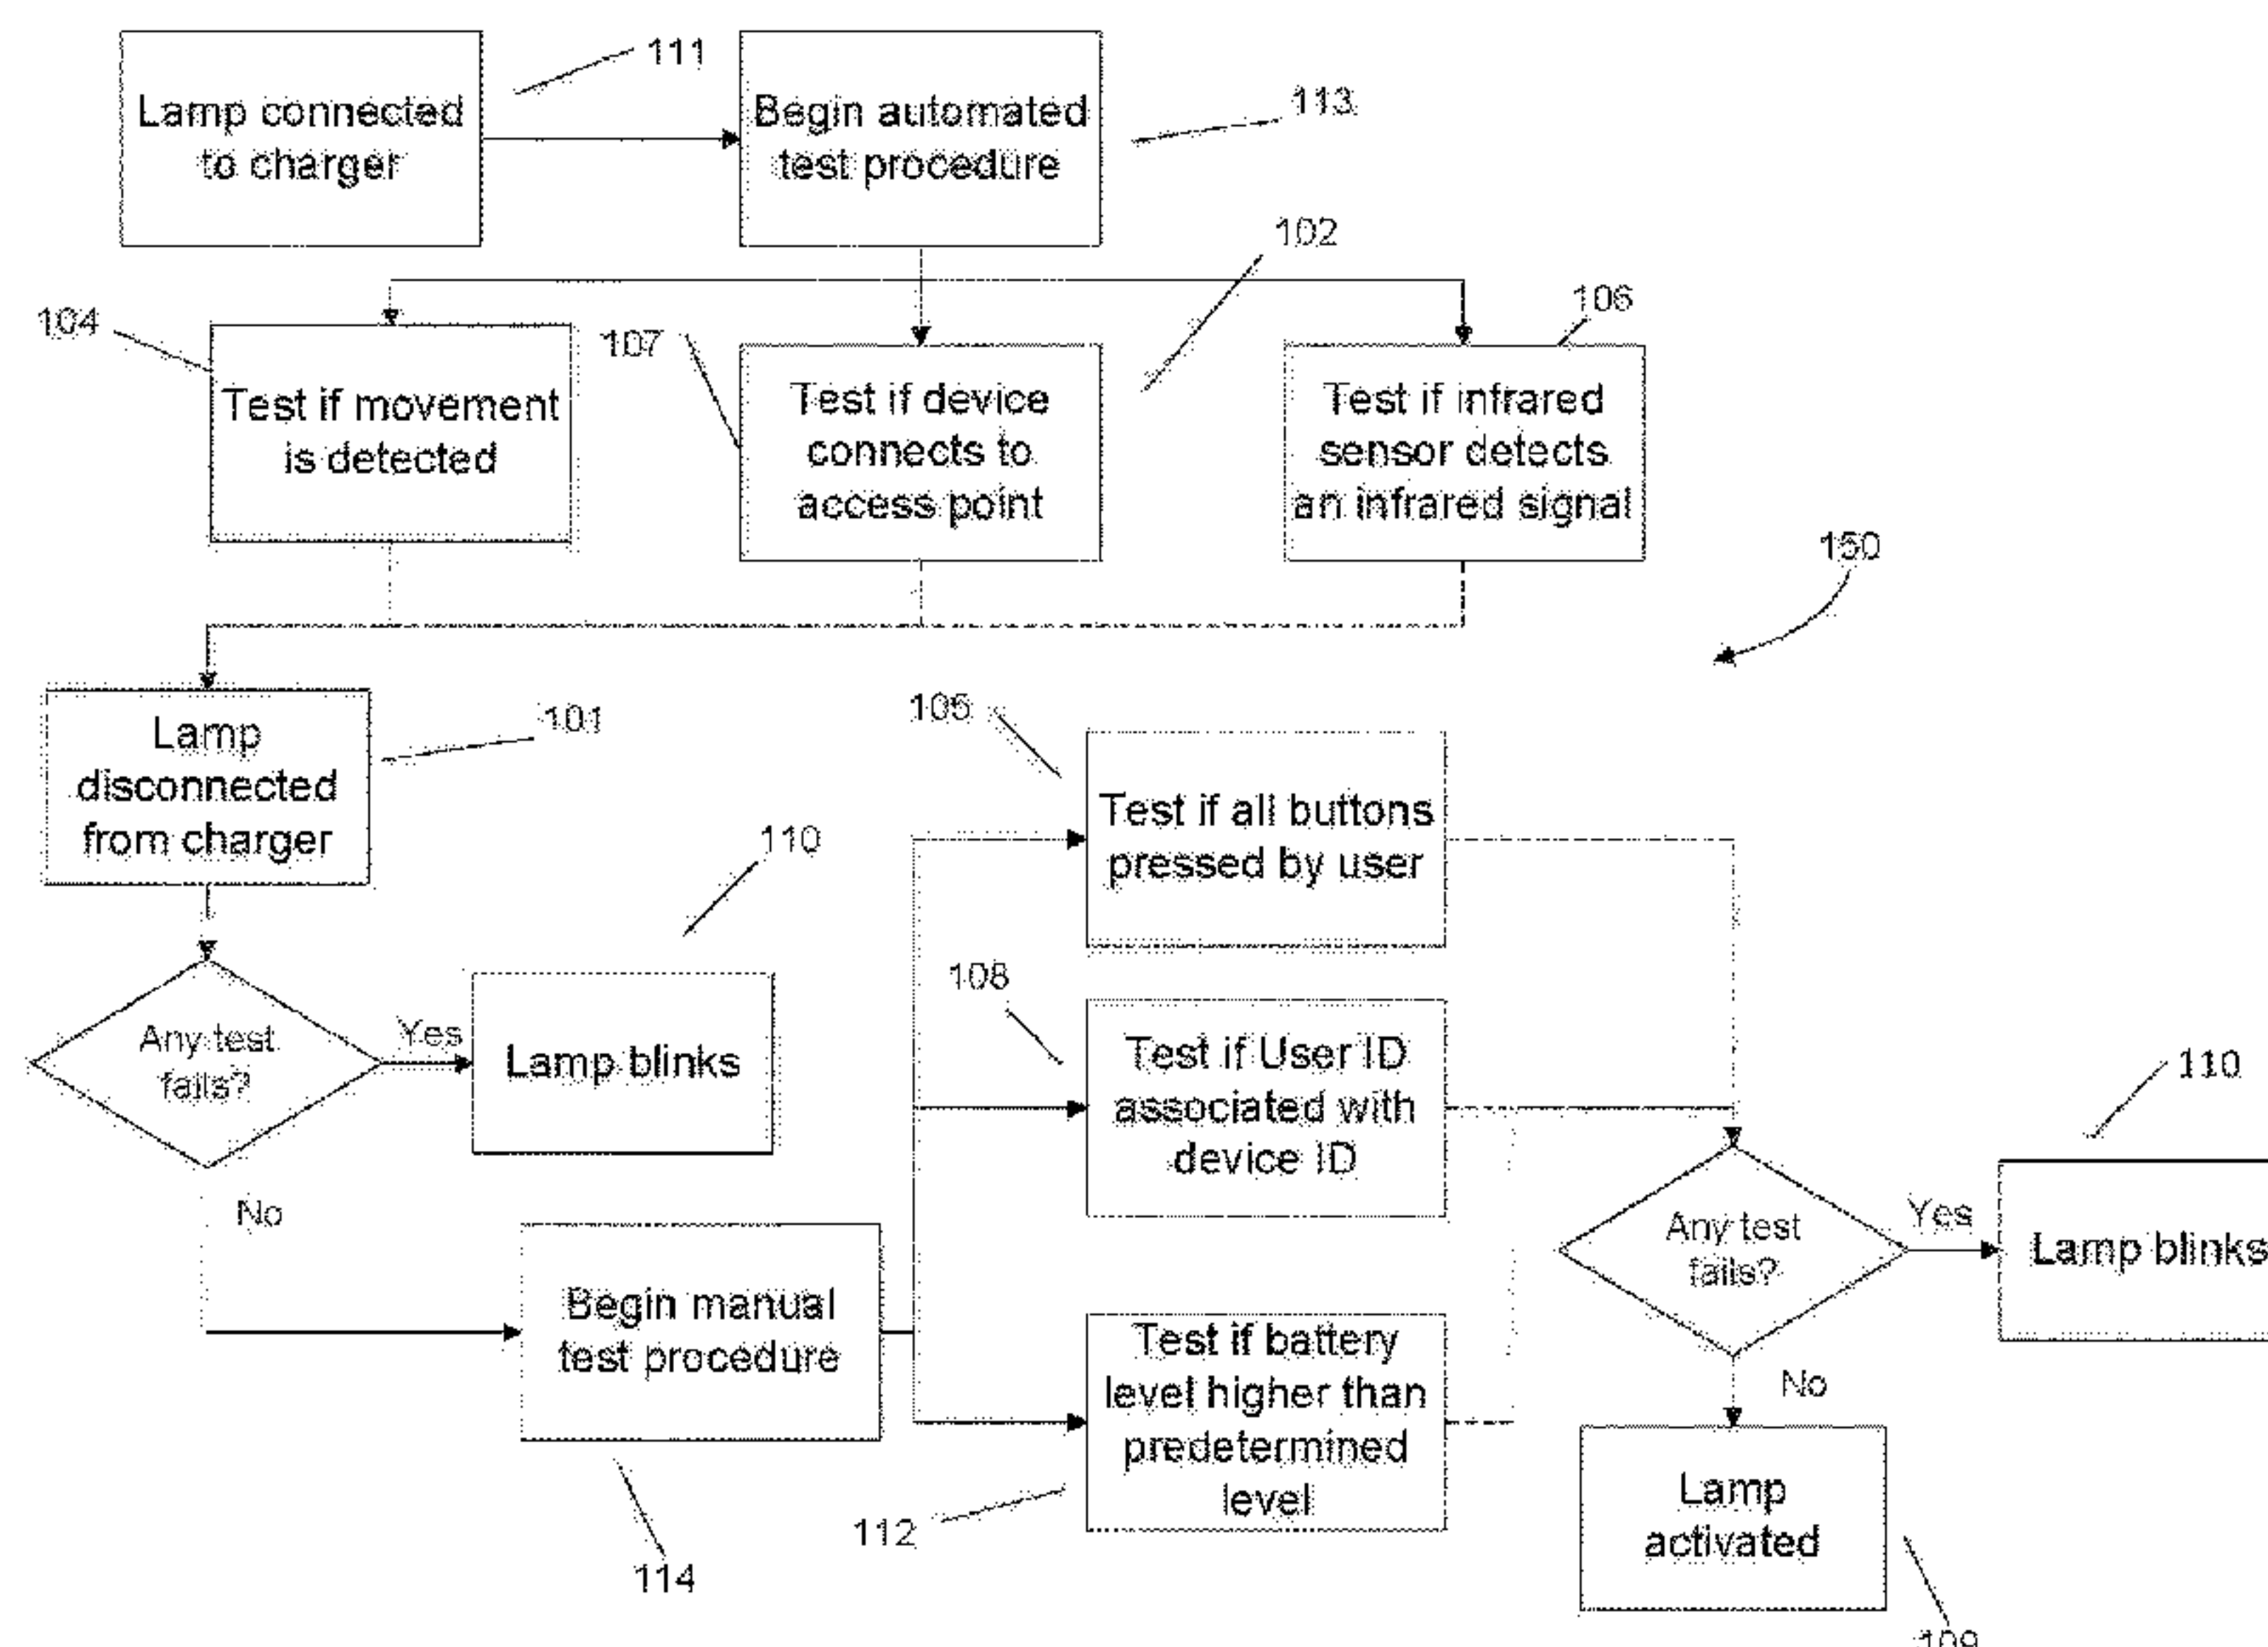 111
Lamp connected
to charger
Begin automated
test procedure
113
102
104
107
106
Test if movement
is detected
Test if device
connects to
access point
Test if infrared
sensor detects
an infrared signal
150
Lamp
disconnected
from charger
101
105
Test if all buttons
pressed by user
110
108
Any test
fails?
Yes
Lamp blinks
Test if User ID
associated with
device ID
110
No
Any test
fails?
Yes
Lamp blinks
Begin manual
test procedure
Test if battery
level higher than
predetermined
level
No
112
114
Lamp
activated
109